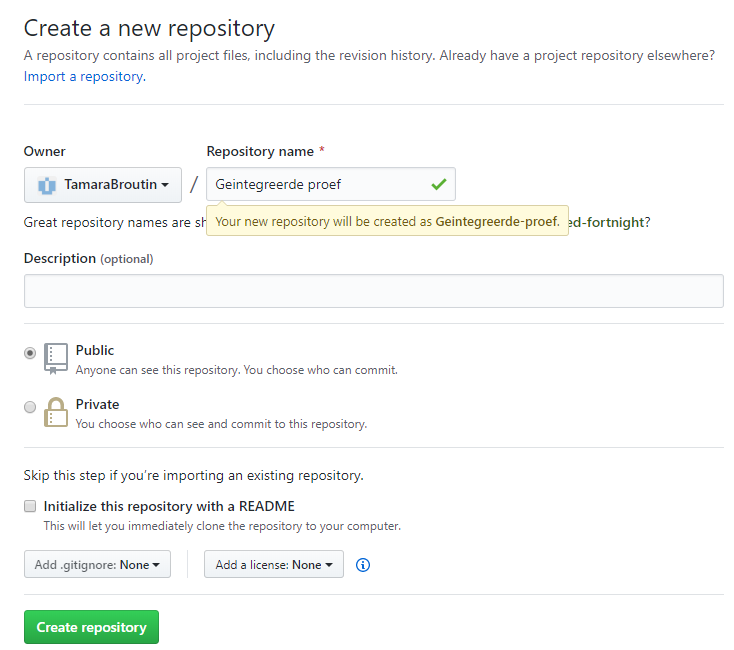 Create a new repository
A repository contains all project files, including the revision history. Already have a project repository elsewhere?
Import a repository.
Owner
Repository name *
TamaraBroutin / Geintegreerde proef
Great repository names are sh
Your new repository will be created as Geintegreerde-proef.
ed-fortnight?
Description (optional)
Public
Anyone can see this repository. You choose who can commit.
Private
You choose who can see and commit to this repository.
Skip this step if you’re importing an existing repository.
Initialize this repository with a README
This will let you immediately clone the repository to your computer.
Add .gitignore: None
Add a license: None
Create repository